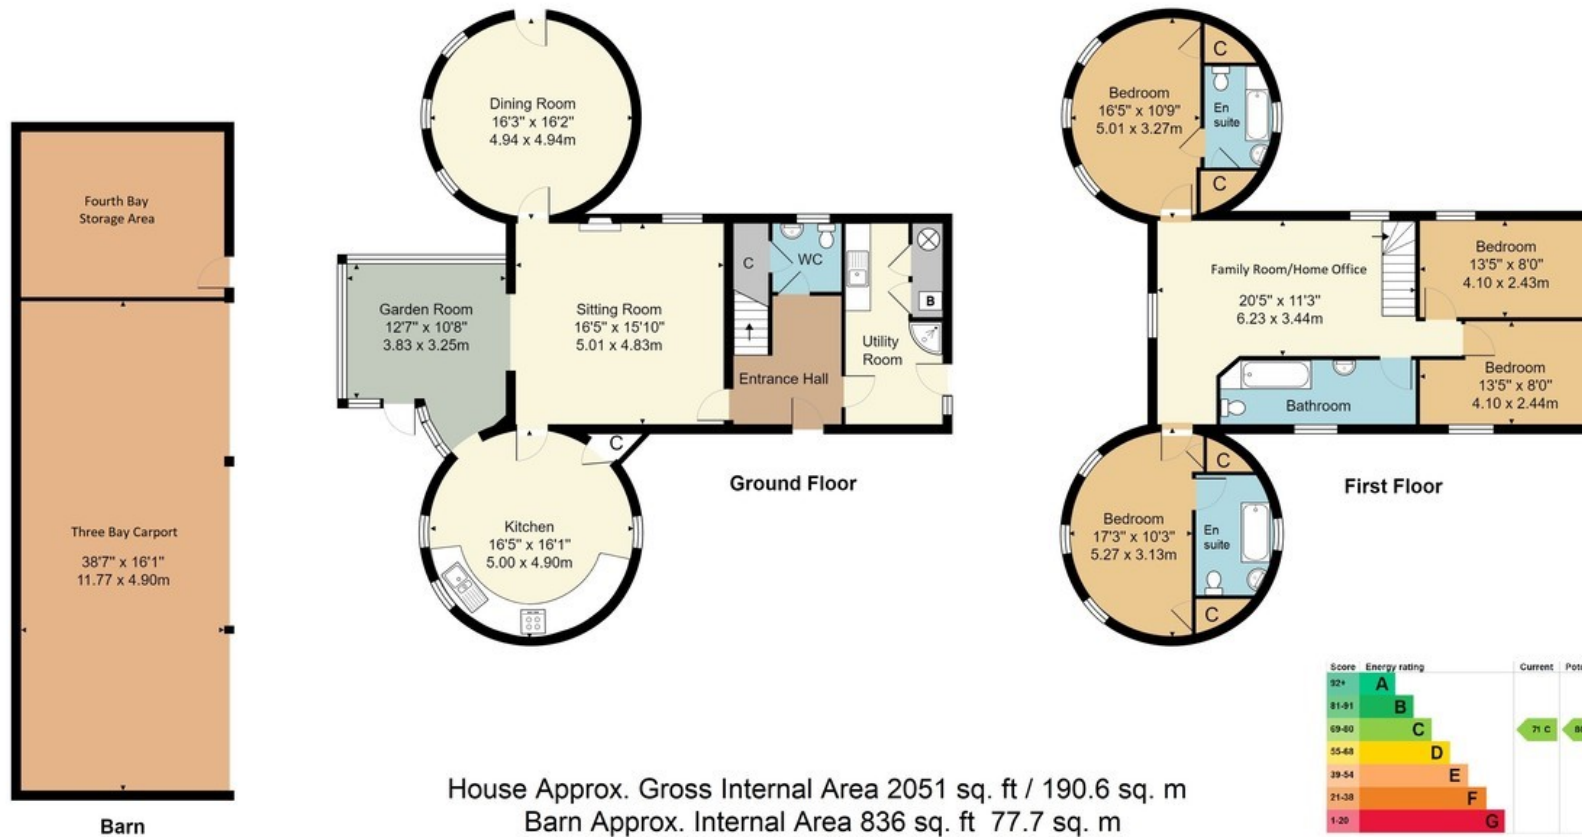 Fourth Bay
Storage Area
Three Bay Carport
38'7" x 16'1"
11.77 x 4.90m
Barn
Dining Room
16'3" x 16'2"
4.94 x 4.94m
Garden Room
12'7" x 10'8"
3.83 x 3.25m
Sitting Room
16'5" x 15'10"
5.01 x 4.83m
C
WC
Entrance Hall
Utility
Room
B
C
Kitchen
16'5" x 16'1"
5.00 x 4.90m
Ground Floor
Bedroom
16'5" x 10'9"
5.01 x 3.27m
C
En
suite
C
Family Room/Home Office
20'5" x 11'3"
6.23 x 3.44m
Bedroom
13'5" x 8'0"
4.10 x 2.43m
Bedroom
13'5" x 8'0"
4.10 x 2.44m
Bathroom
C
Bedroom
17'3" x 10'3"
5.27 x 3.13m
En
suite
C
First Floor
Score Energy rating Current
92+ A
81-91 B
69-80 C 71 C
55-68 D
39-54 E
21-38 F
1-20 G
House Approx. Gross Internal Area 2051 sq. ft / 190.6 sq. m
Barn Approx. Internal Area 836 sq. ft 77.7 sq. m